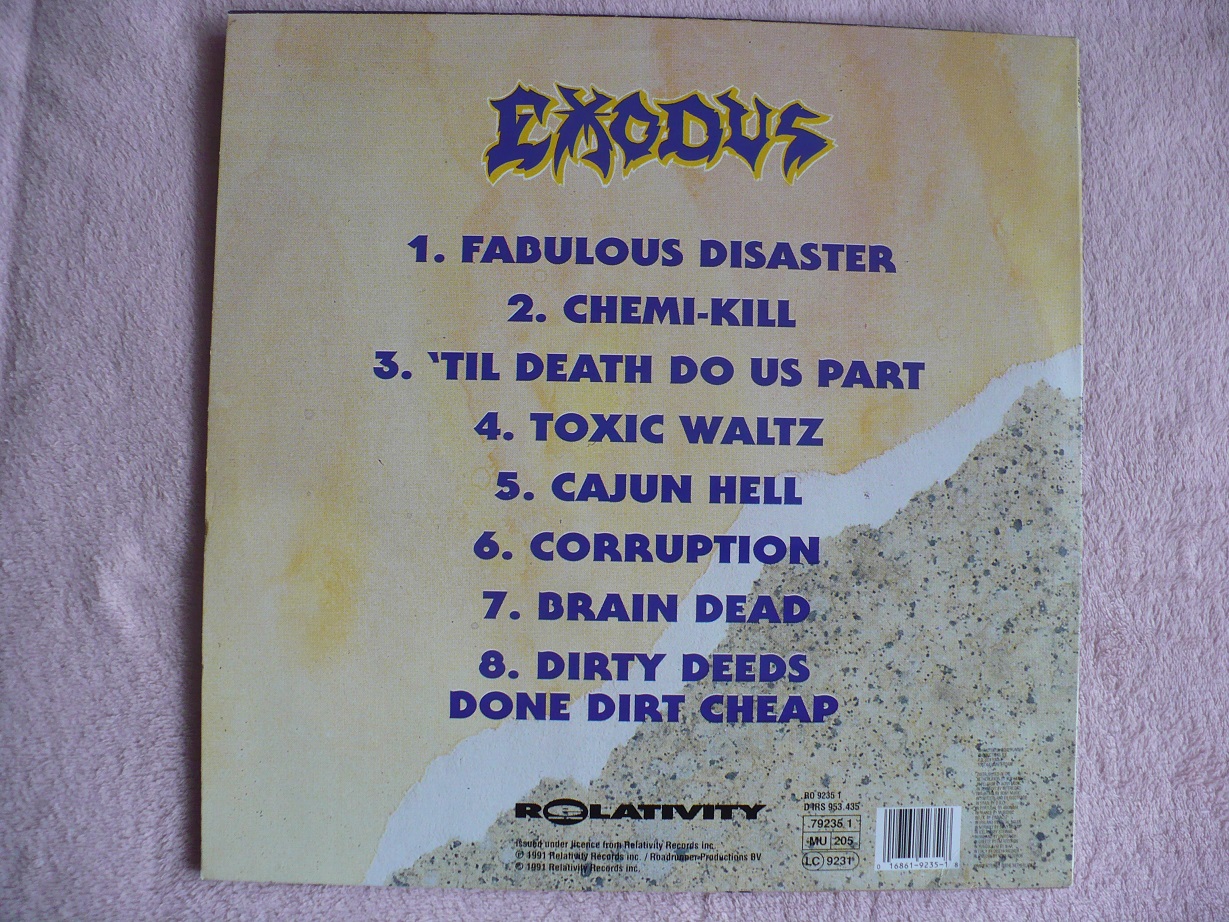 EXODUS
1. FABULOUS DISASTER
2. CHEMI-KILL
3. 'TIL DEATH DO US PART
4. TOXIC WALTZ
5. CAJUN HELL
6. CORRUPTION
7. BRAIN DEAD
8. DIRTY DEEDS
DONE DIRT CHEAP
RELATIVITY
issued under licence from Relativity Records inc.
℗ 1991 Relativity Records inc. / Roadrunner Productions BV
© 1991 Relativity Records inc.
RO 9235 1
D IRS 953.435
79235 1
MU 205
LC 9231
0 16861-9235-1 8